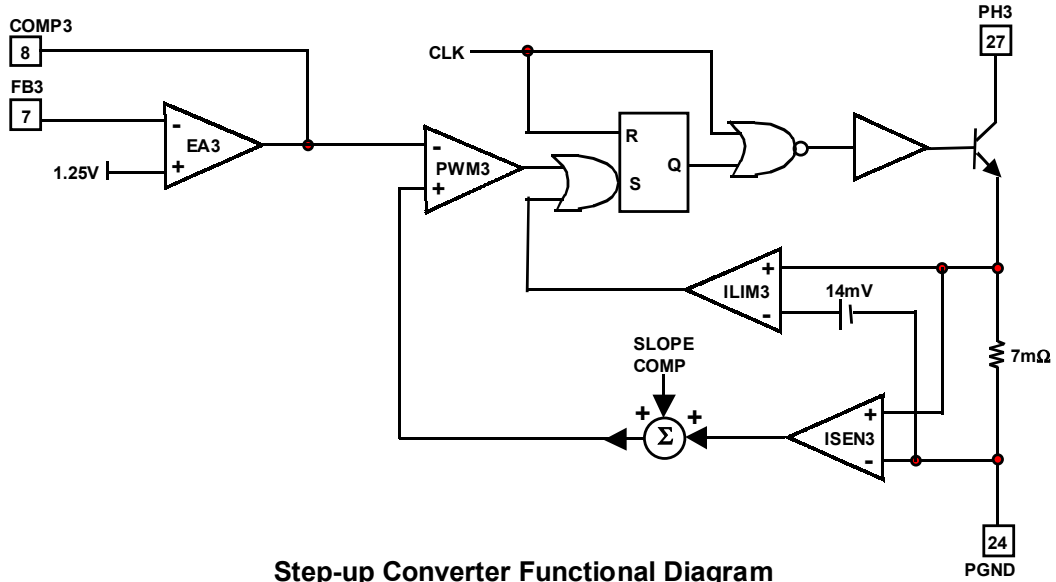 COMP3
8
FB3
7
-
EA3
+
1.25V
CLK
-
PWM3
+
R
Q
S
PH3
27
+
ILIM3
-
14mV
7mΩ
SLOPE
COMP
+
+
Σ
+
ISEN3
-
24
PGND
Step-up Converter Functional Diagram